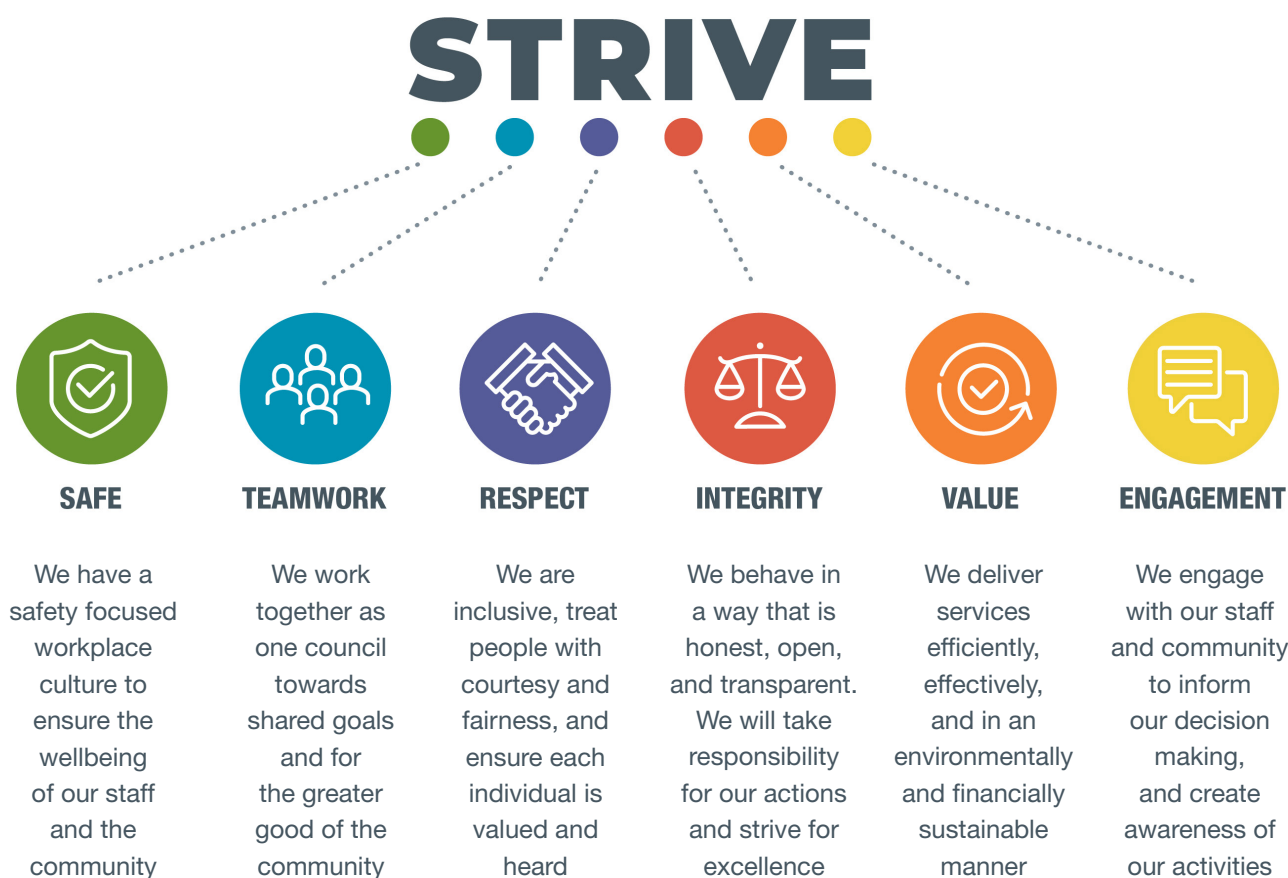 STRIVE
SAFE
We have a
safety focused
workplace
culture to
ensure the
wellbeing
of our staff
and the
community
TEAMWORK
We work
together as
one council
towards
shared goals
and for
the greater
good of the
community
RESPECT
We are
inclusive, treat
people with
courtesy and
fairness, and
ensure each
individual is
valued and
heard
INTEGRITY
We behave in
a way that is
honest, open,
and transparent.
We will take
responsibility
for our actions
and strive for
excellence
VALUE
We deliver
services
efficiently,
effectively,
and in an
environmentally
and financially
sustainable
manner
ENGAGEMENT
We engage
with our staff
and community
to inform
our decision
making,
and create
awareness of
our activities